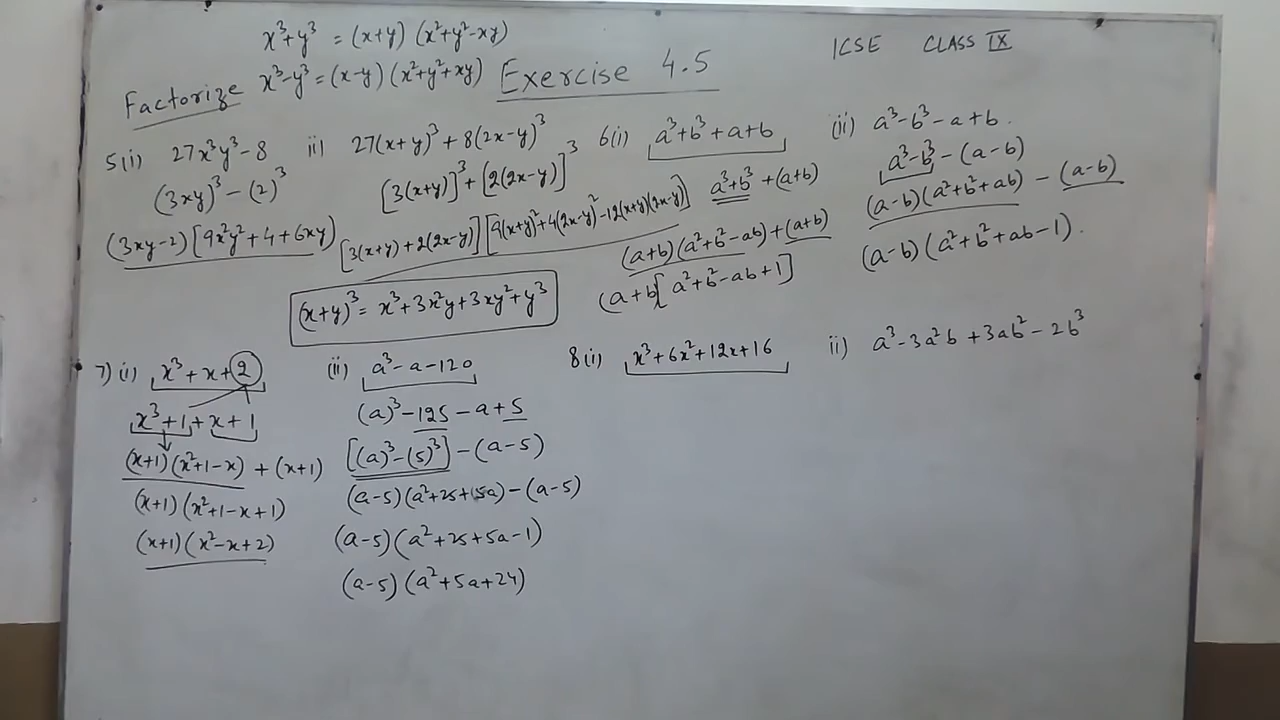 x³+y³ = (x+y) (x²+y²-xy)
ICSE CLASS IX
Factorize x³-y³ = (x-y) (x²+y²+xy) Exercise 4.5
5(i) 27x³y³-8
(3xy)³-(2)³
(3xy-2)[9x²y²+4+6xy)
ii) 27(x+y)³+8(2x-y)³
[3(x+y)]³+[2(2x-y)]³
[3(x+y)+2(2x-y)][9(x+y)²+4(2x-y)²-12(x+y)(2x-y)]
(x+y)³ = x³+3x²y+3xy²+y³
6(i) a³+b³+a+b
a³+b³+(a+b)
(a+b)(a²+b²-ab)+(a+b)
(a+b[a²+b²-ab+1]
(ii) a³-b³-a+b.
a³-b³-(a-b)
(a-b)(a²+b²+ab)-(a-b)
(a-b)(a²+b²+ab-1).
7)(i) x³+x+2
x³+1+x+1
(x+1)(x²+1-x)+(x+1)
(x+1)(x²+1-x+1)
(x+1)(x²-x+2)
(ii) a³-a-120
(a)³-125-a+5
[(a)³-(5)³]-(a-5)
(a-5)(a²+25+5a)-(a-5)
(a-5)(a²+25+5a-1)
(a-5)(a²+5a+24)
8(i) x³+6x²+12x+16
ii) a³-3a²b+3ab²-2b³